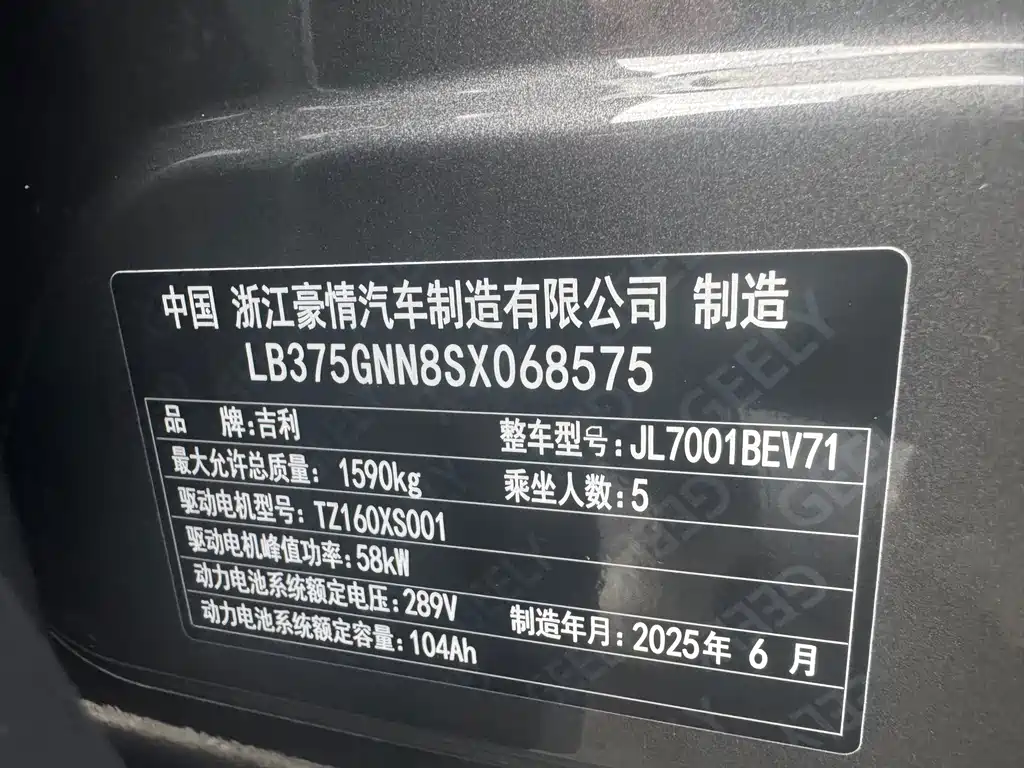 中国 浙江豪情汽车制造有限公司 制造
LB375GNN8SX068575
品 牌:吉利
整车型号:JL7001BEV71
最大允许总质量: 1590kg
乘坐人数:5
驱动电机型号: TZ160XS001
驱动电机峰值功率:58kW
动力电池系统额定电压:289V
制造年月:2025年 6 月
动力电池系统额定容量:104Ah
GEELY
GEELY
GEELY
GEELY